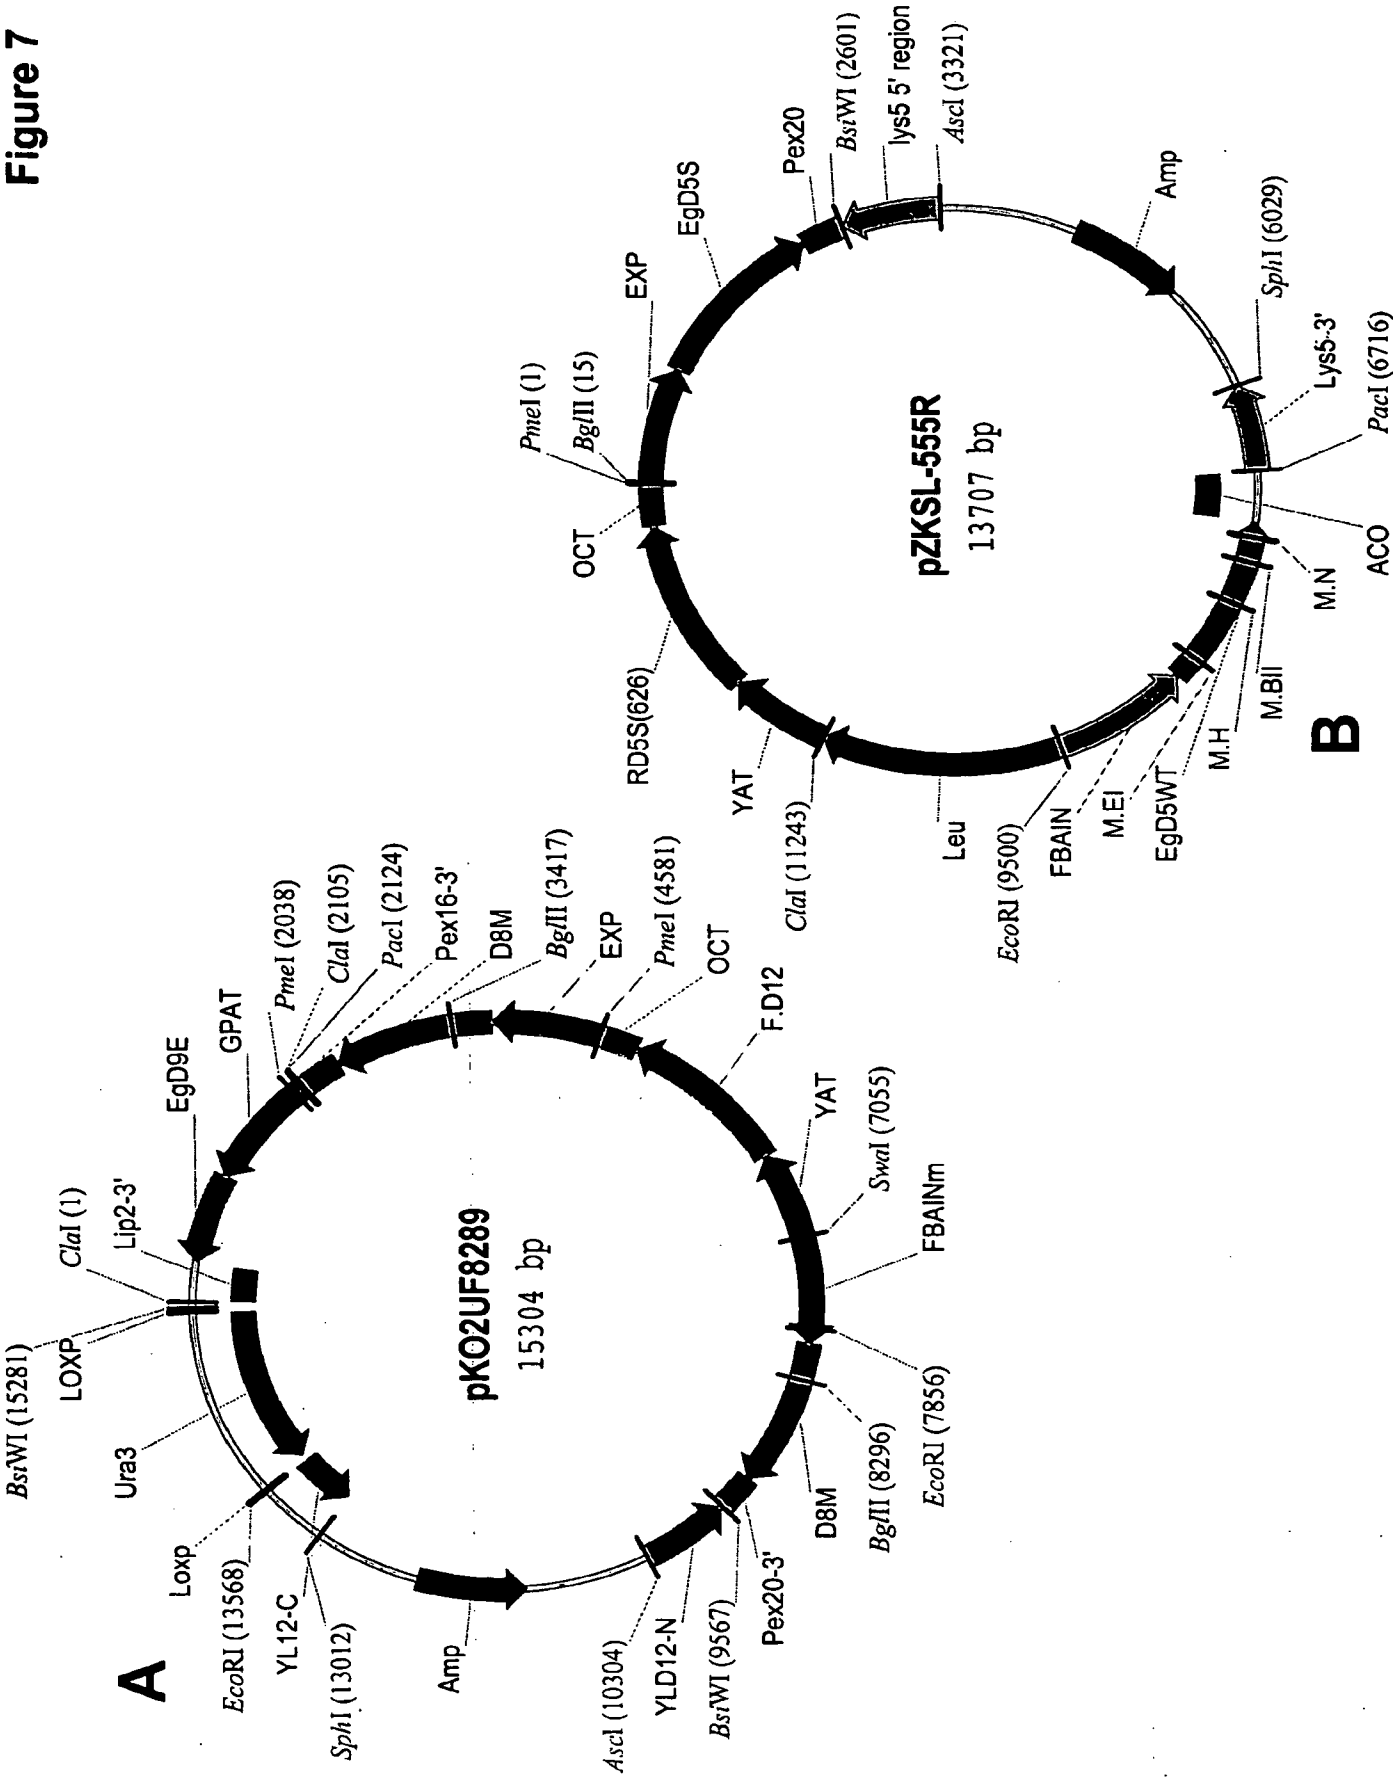 Figure 7
A
BsiWI (15281)
LOXP
ClaI (1)
Lip2-3'
EgD9E
GPAT
PmeI (2038)
ClaI (2105)
PacI (2124)
Pex16-3'
D8M
BglII (3417)
EXP
PmeI (4581)
OCT
F.D12
YAT
SwaI (7055)
FBAINm
EcoRI (7856)
BglII (8296)
D8M
Pex20-3'
BsiWI (9567)
YLD12-N
AscI (10304)
Amp
SphI (13012)
YL12-C
EcoRI (13568)
Loxp
Ura3
pKO2UF8289
15304 bp
B
PmeI (1)
BglII (15)
EXP
EgD5S
Pex20
BsiWI (2601)
lys5 5' region
AscI (3321)
Amp
SphI (6029)
Lys5-3'
PacI (6716)
ACO
M.N
M.BII
M.H
EgD5WT
M.EI
FBAIN
EcoRI (9500)
Leu
ClaI (11243)
YAT
RD5S(626)
OCT
pZKSL-555R
13707 bp